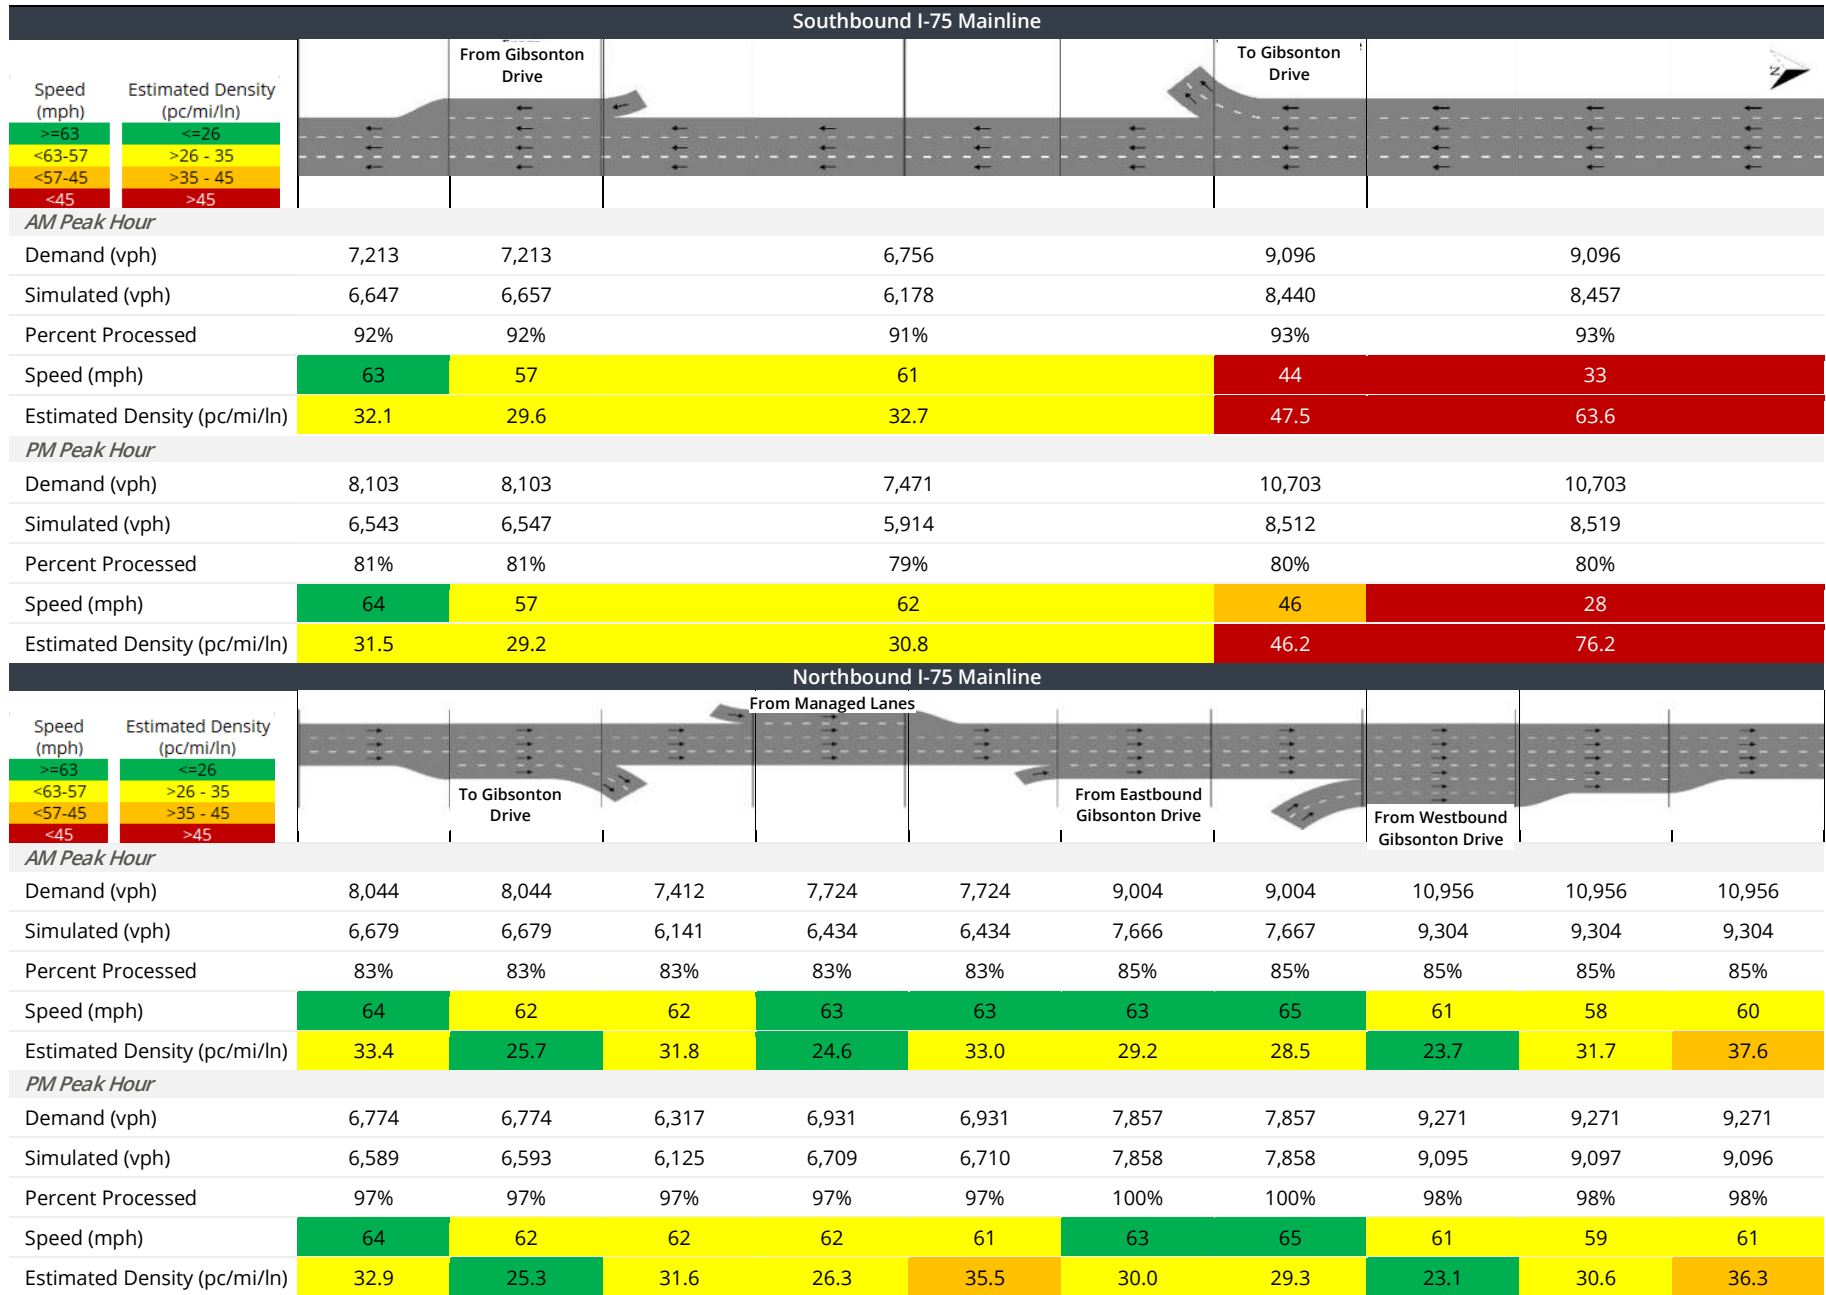 Southbound I-75 Mainline
From Gibsonton
Drive
To Gibsonton
Drive
N
Speed
(mph)
Estimated Density
(pc/mi/ln)
>=63 <=26
<63-57 >26 - 35
<57-45 >35 - 45
<45 >45
AM Peak Hour
Demand (vph) 7,213 7,213 6,756 9,096 9,096
Simulated (vph) 6,647 6,657 6,178 8,440 8,457
Percent Processed 92% 92% 91% 93% 93%
Speed (mph) 63 57 61 44 33
Estimated Density (pc/mi/ln) 32.1 29.6 32.7 47.5 63.6
PM Peak Hour
Demand (vph) 8,103 8,103 7,471 10,703 10,703
Simulated (vph) 6,543 6,547 5,914 8,512 8,519
Percent Processed 81% 81% 79% 80% 80%
Speed (mph) 64 57 62 46 28
Estimated Density (pc/mi/ln) 31.5 29.2 30.8 46.2 76.2
Northbound I-75 Mainline
From Managed Lanes
Speed
(mph)
Estimated Density
(pc/mi/ln)
>=63 <=26
<63-57 >26 - 35
<57-45 >35 - 45
<45 >45
To Gibsonton
Drive
From Eastbound
Gibsonton Drive
From Westbound
Gibsonton Drive
AM Peak Hour
Demand (vph) 8,044 8,044 7,412 7,724 7,724 9,004 9,004 10,956 10,956 10,956
Simulated (vph) 6,679 6,679 6,141 6,434 6,434 7,666 7,667 9,304 9,304 9,304
Percent Processed 83% 83% 83% 83% 83% 85% 85% 85% 85% 85%
Speed (mph) 64 62 62 63 63 63 65 61 58 60
Estimated Density (pc/mi/ln) 33.4 25.7 31.8 24.6 33.0 29.2 28.5 23.7 31.7 37.6
PM Peak Hour
Demand (vph) 6,774 6,774 6,317 6,931 6,931 7,857 7,857 9,271 9,271 9,271
Simulated (vph) 6,589 6,593 6,125 6,709 6,710 7,858 7,858 9,095 9,097 9,096
Percent Processed 97% 97% 97% 97% 97% 100% 100% 98% 98% 98%
Speed (mph) 64 62 62 62 61 63 65 61 59 61
Estimated Density (pc/mi/ln) 32.9 25.3 31.6 26.3 35.5 30.0 29.3 23.1 30.6 36.3